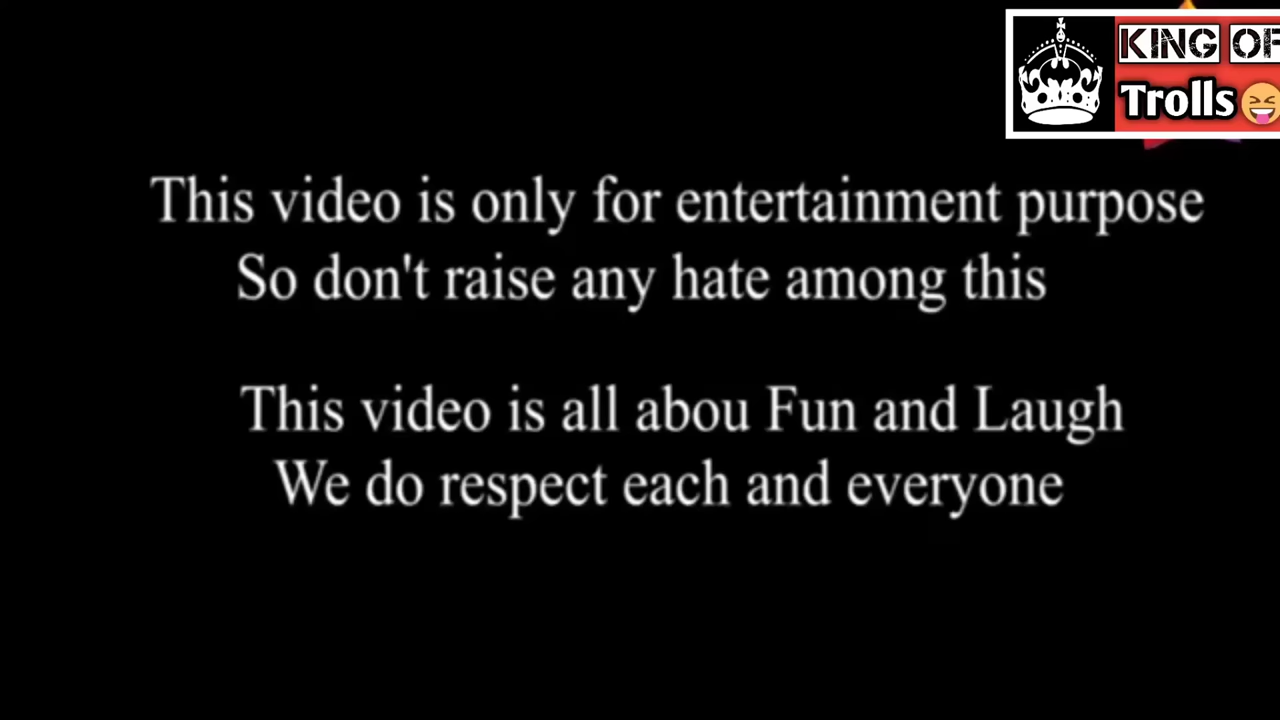 KING OF
Trolls
This video is only for entertainment purpose
So don't raise any hate among this
This video is all abou Fun and Laugh
We do respect each and everyone